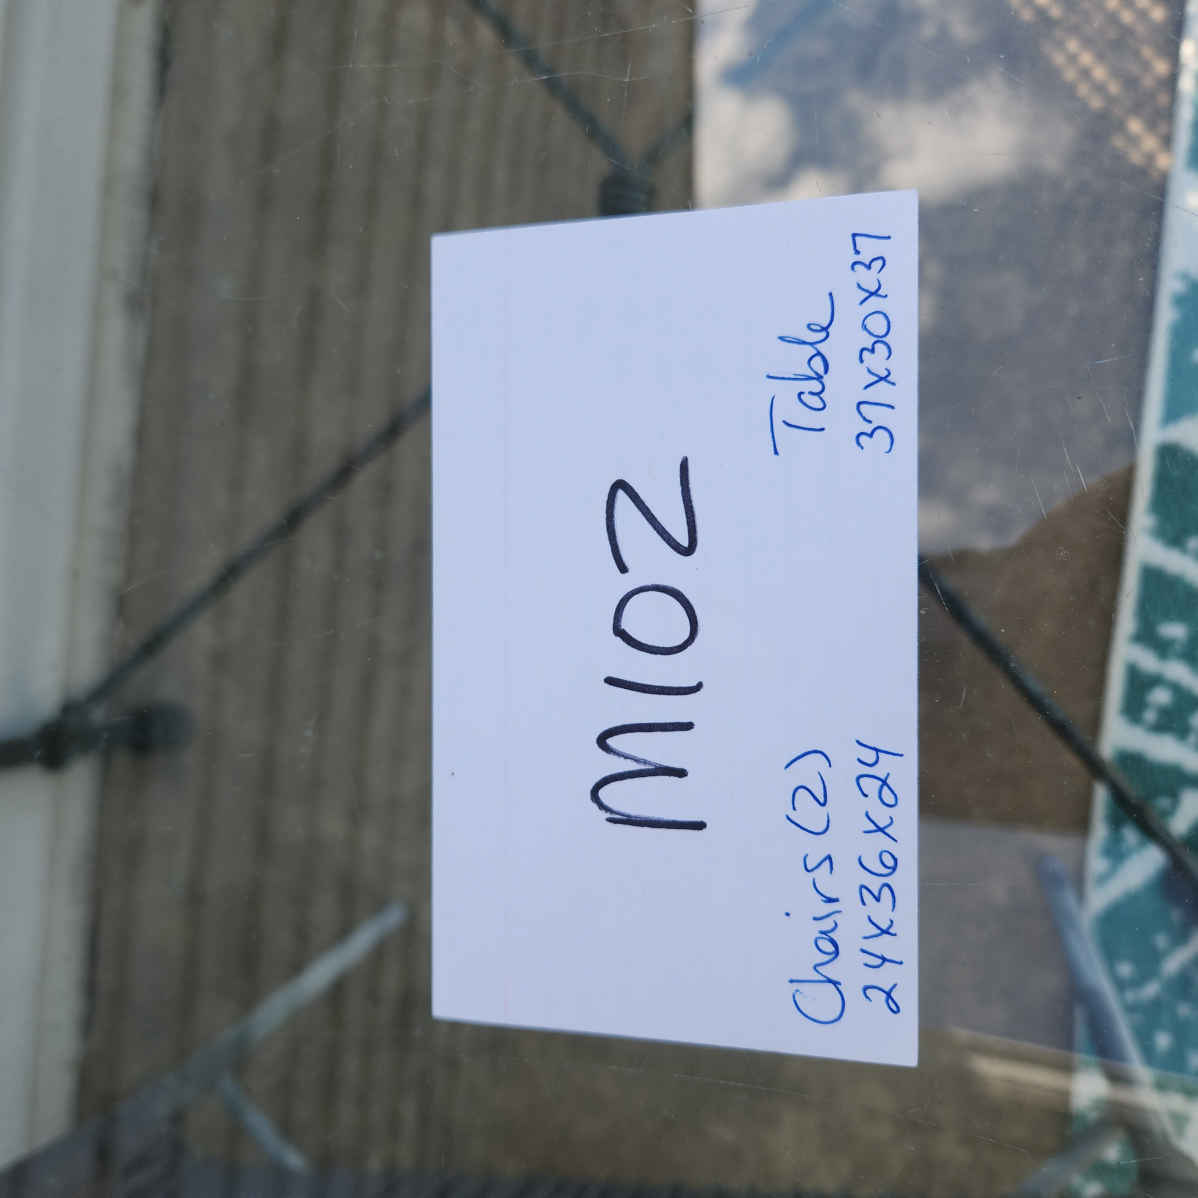 M102
Chairs (2)
24x36x24
Table
37x30x37